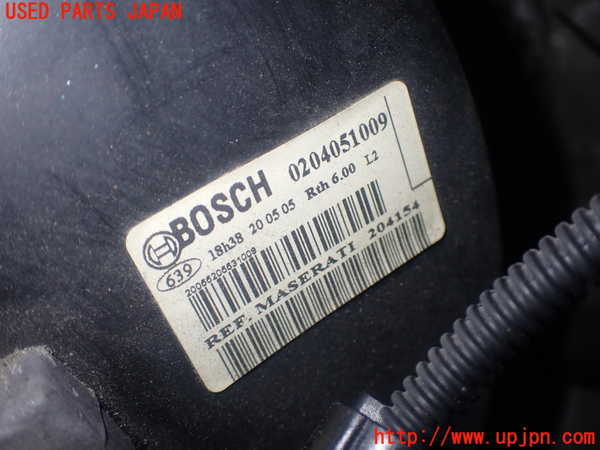 USED PARTS JAPAN
BOSCH 0204051009
639 18h38 20 05 05 Rth 6.00 L2
REF. MASERATI 204154
http://www.upjpn.com/